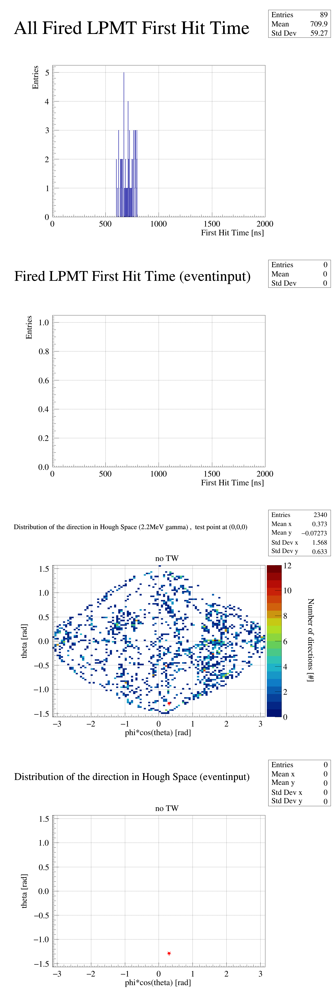 All Fired LPMT First Hit Time
Entries 89
Mean 709.9
Std Dev 59.27
Entries
5
4
3
2
1
0
0 500 1000 1500 2000
First Hit Time [ns]
Fired LPMT First Hit Time (eventinput)
Entries 0
Mean 0
Std Dev 0
Entries
1.0
0.8
0.6
0.4
0.2
0.0
0 500 1000 1500 2000
First Hit Time [ns]
Distribution of the direction in Hough Space (2.2MeV gamma) , test point at (0,0,0)
Entries 2340
Mean x 0.373
Mean y −0.07273
Std Dev x 1.568
Std Dev y 0.633
no TW
theta [rad]
1.5
1.0
0.5
0.0
−0.5
−1.0
−1.5
−3 −2 −1 0 1 2 3
phi*cos(theta) [rad]
12
10
8
6
4
2
0
Number of directions [#]
Distribution of the direction in Hough Space (eventinput)
Entries 0
Mean x 0
Mean y 0
Std Dev x 0
Std Dev y 0
no TW
theta [rad]
1.5
1.0
0.5
0.0
−0.5
−1.0
−1.5
−3 −2 −1 0 1 2 3
phi*cos(theta) [rad]